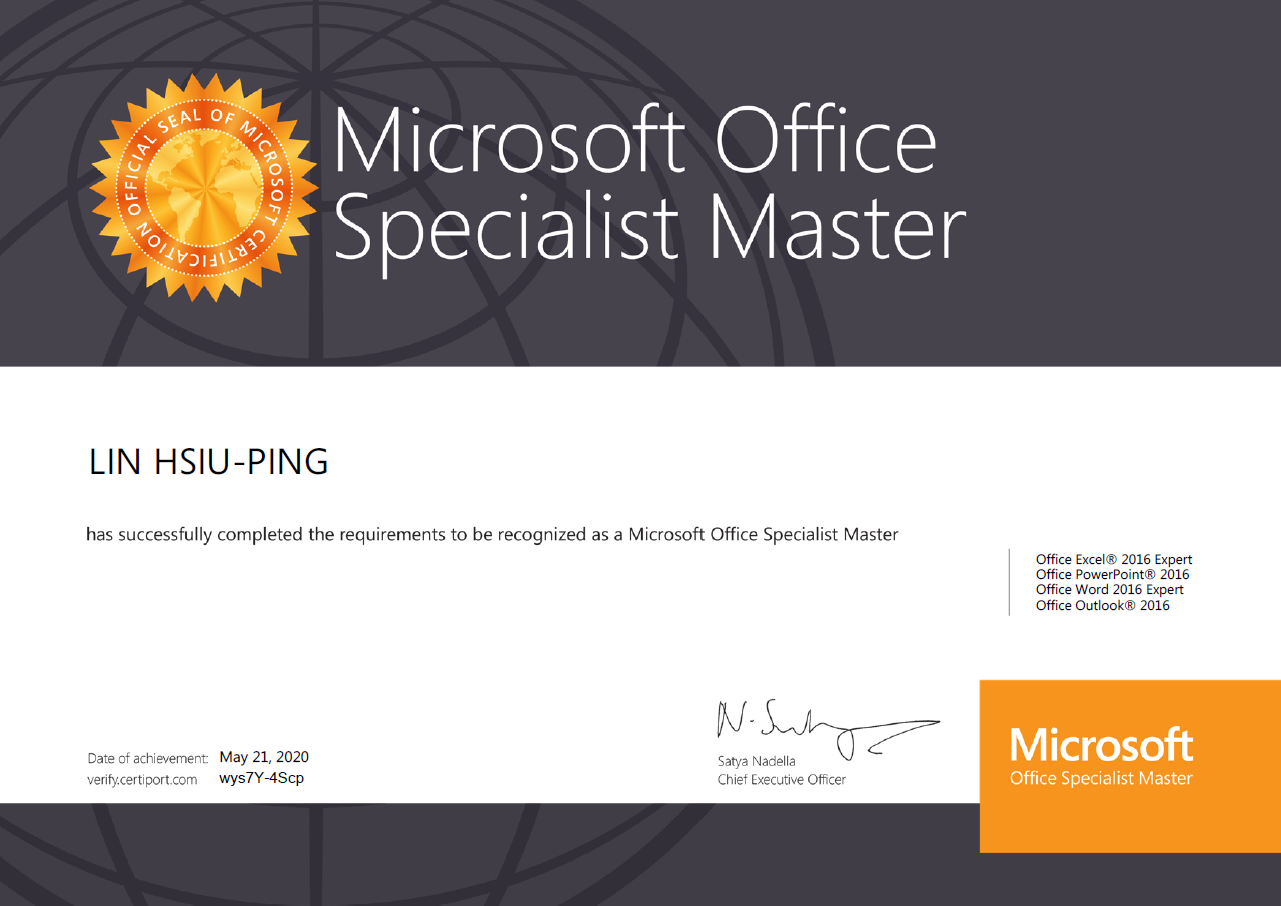 OFFICIAL SEAL OF MICROSOFT CERTIFICATION
Microsoft Office
Specialist Master
LIN HSIU-PING
has successfully completed the requirements to be recognized as a Microsoft Office Specialist Master
Office Excel® 2016 Expert
Office PowerPoint® 2016
Office Word 2016 Expert
Office Outlook® 2016
Date of achievement: May 21, 2020
verify.certiport.com wys7Y-4Scp
Satya Nadella
Chief Executive Officer
Microsoft
Office Specialist Master